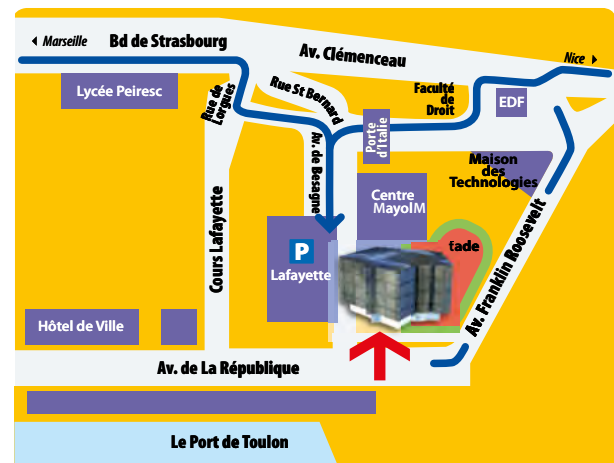 Marseille
Bd de Strasbourg
Av. Clémenceau
Nice
Lycée Peiresc
Rue de
Lorgues
Rue St Bernard
Faculté
de
Droit
EDF
Porte
d'Italie
Av. de Besagne
Maison
des
Technologies
Centre
MayolM
Cours Lafayette
P
Lafayette
tade
Av. Franklin Roosevelt
Hôtel de Ville
Av. de La République
Le Port de Toulon